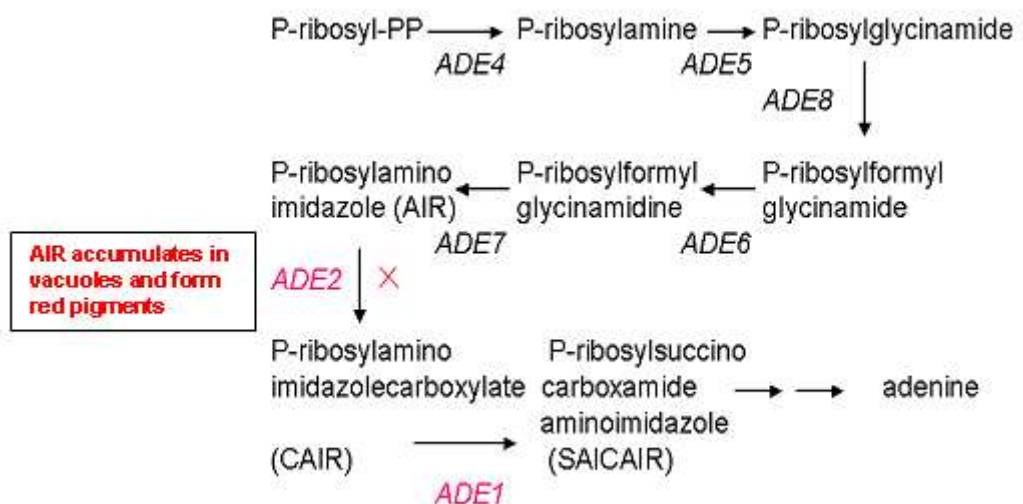 P-ribosyl-PP
P-ribosylamine
P-ribosylglycinamide
ADE4
ADE5
ADE8
P-ribosylamino
imidazole (AIR)
P-ribosylformyl
glycinamidine
P-ribosylformyl
glycinamide
ADE7
ADE6
AIR accumulates in
vacuoles and form
red pigments
ADE2
P-ribosylamino
imidazolecarboxylate
(CAIR)
P-ribosylsuccino
carboxamide
aminoimidazole
(SAICAIR)
adenine
ADE1